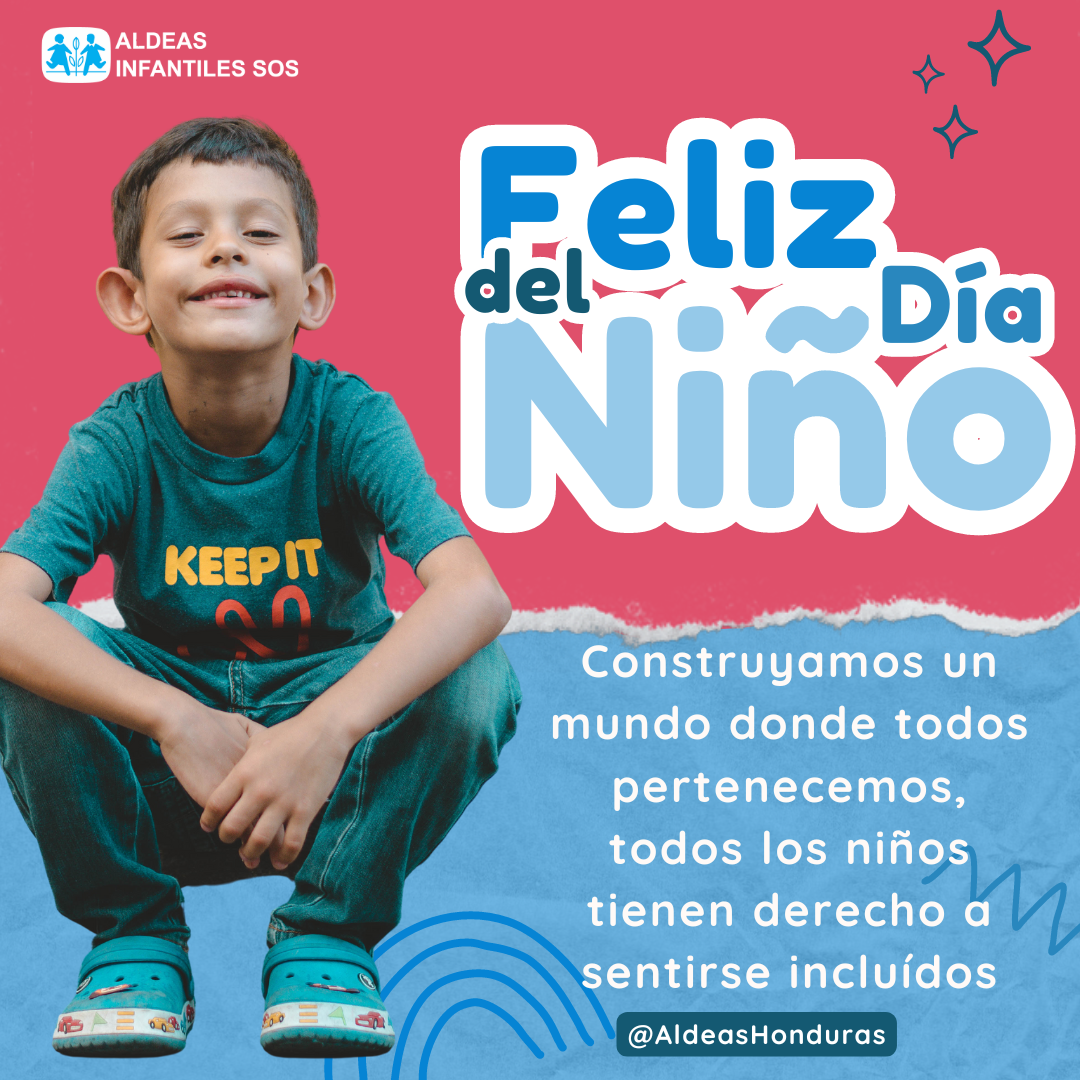 ALDEAS
INFANTILES SOS
Feliz
Día
del
Niño
KEEP IT
Construyamos un
mundo donde todos
pertenecemos,
todos los niños
tienen derecho a
sentirse incluídos
@AldeasHonduras